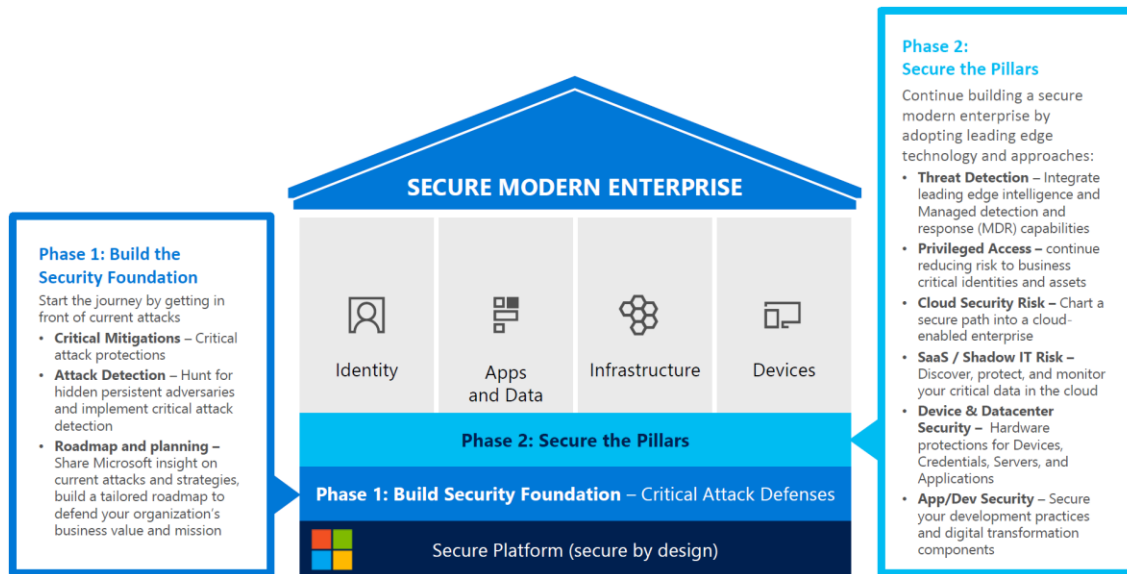 Phase 1: Build the
Security Foundation
Start the journey by getting in
front of current attacks
• Critical Mitigations – Critical
attack protections
• Attack Detection – Hunt for
hidden persistent adversaries
and implement critical attack
detection
• Roadmap and planning –
Share Microsoft insight on
current attacks and strategies,
build a tailored roadmap to
defend your organization's
business value and mission
SECURE MODERN ENTERPRISE
Identity
Apps
and Data
Infrastructure
Devices
Phase 2: Secure the Pillars
Phase 1: Build Security Foundation – Critical Attack Defenses
Secure Platform (secure by design)
Phase 2:
Secure the Pillars
Continue building a secure
modern enterprise by
adopting leading edge
technology and approaches:
• Threat Detection – Integrate
leading edge intelligence and
Managed detection and
response (MDR) capabilities
• Privileged Access – continue
reducing risk to business
critical identities and assets
• Cloud Security Risk – Chart a
secure path into a cloud-
enabled enterprise
• SaaS / Shadow IT Risk –
Discover, protect, and monitor
your critical data in the cloud
• Device & Datacenter
Security – Hardware
protections for Devices,
Credentials, Servers, and
Applications
• App/Dev Security – Secure
your development practices
and digital transformation
components